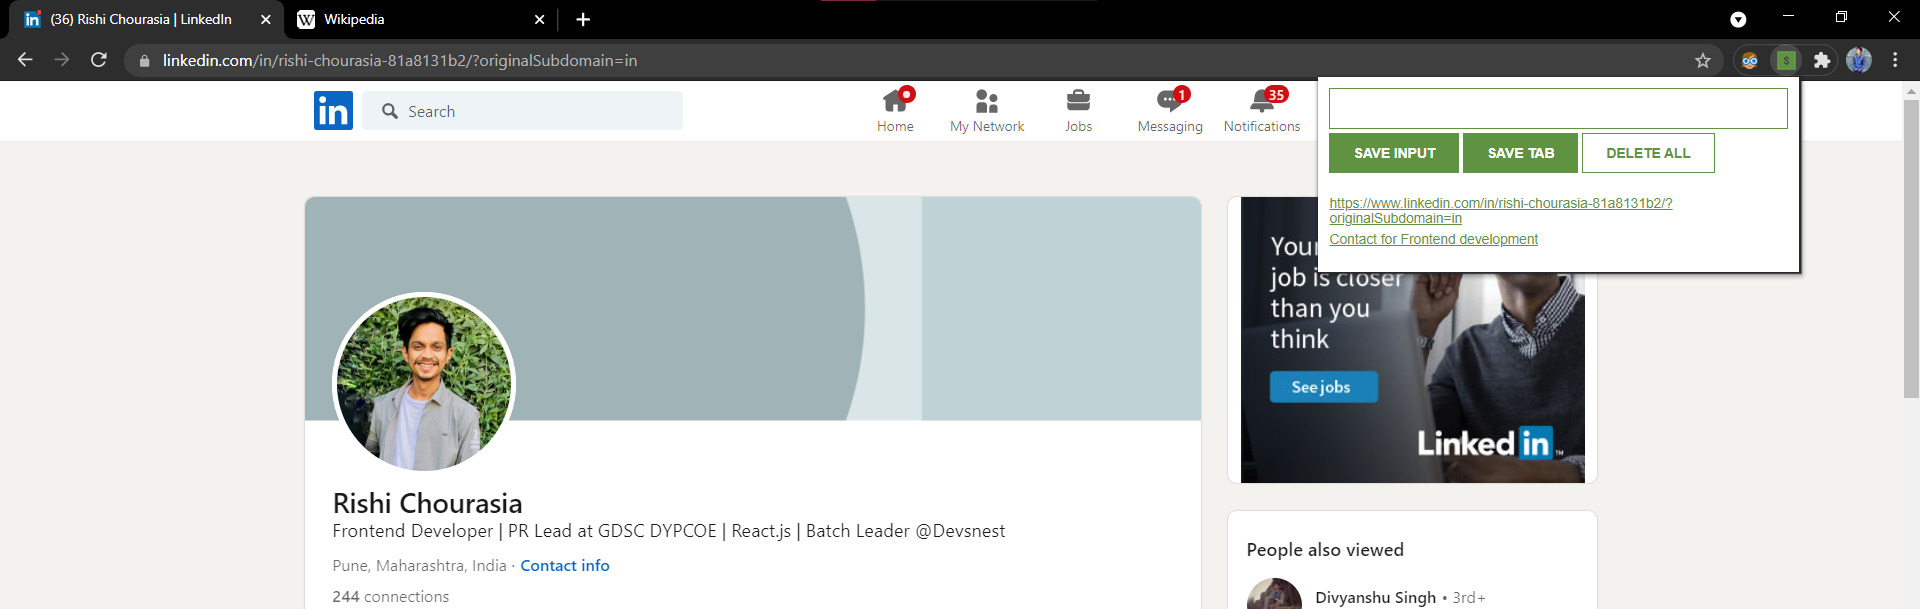 (36) Rishi Chourasia | LinkedIn
Wikipedia
linkedin.com/in/rishi-chourasia-81a8131b2/?originalSubdomain=in
in
Search
Home
My Network
Jobs
1
Messaging
35
Notifications
SAVE INPUT
SAVE TAB
DELETE ALL
https://www.linkedin.com/in/rishi-chourasia-81a8131b2/?
originalSubdomain=in
Contact for Frontend development
Your
job is closer
than you
think
See jobs
Linked in
Rishi Chourasia
Frontend Developer | PR Lead at GDSC DYPCOE | React.js | Batch Leader @Devsnest
Pune, Maharashtra, India · Contact info
244 connections
People also viewed
Divyanshu Singh • 3rd+